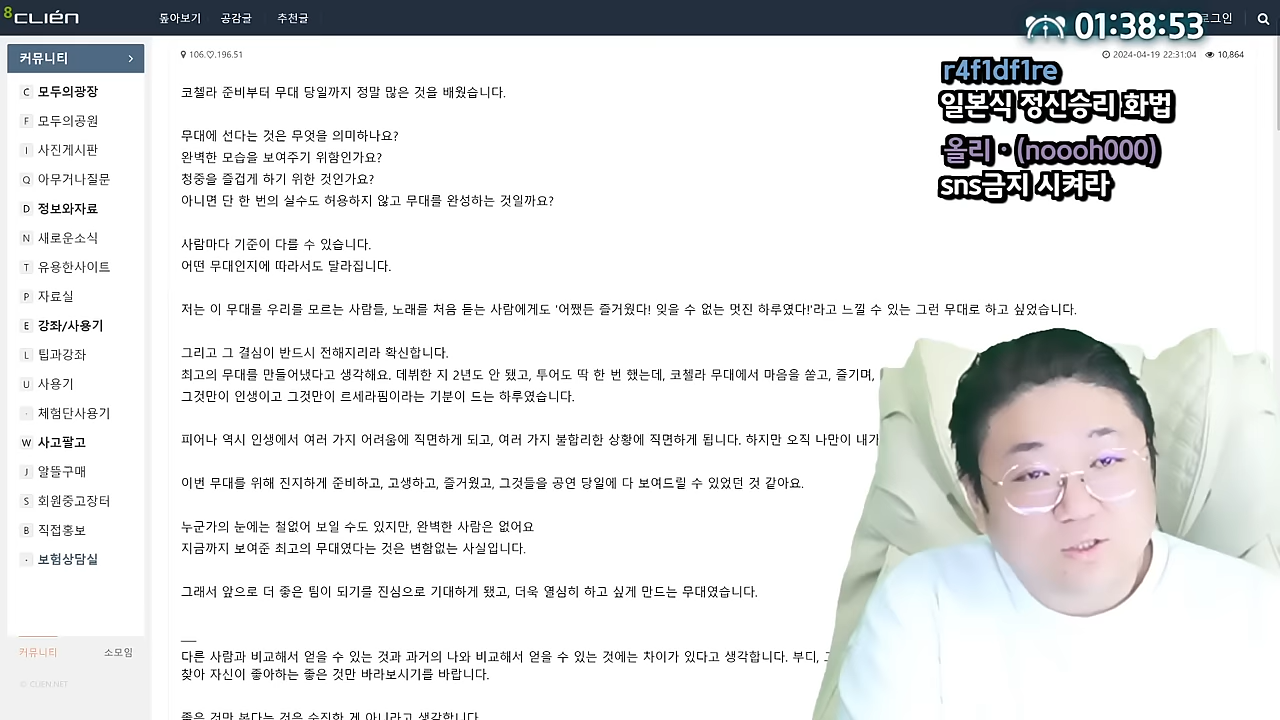 8
CLIÉN
톺아보기 공감글 추천글
로그인
01:38:53
커뮤니티
C 모두의광장
F 모두의공원
I 사진게시판
Q 아무거나질문
D 정보와자료
N 새로운소식
T 유용한사이트
P 자료실
E 강좌/사용기
L 팁과강좌
U 사용기
· 체험단사용기
W 사고팔고
J 알뜰구매
S 회원중고장터
B 직접홍보
· 보험상담실
커뮤니티 소모임
© CLIEN.NET
106.♡.196.51
2024-04-19 22:31:04 10,864
r4f1df1re
일본식 정신승리 화법
올리·(noooh000)
sns금지 시켜라
코첼라 준비부터 무대 당일까지 정말 많은 것을 배웠습니다.
무대에 선다는 것은 무엇을 의미하나요?
완벽한 모습을 보여주기 위함인가요?
청중을 즐겁게 하기 위한 것인가요?
아니면 단 한 번의 실수도 허용하지 않고 무대를 완성하는 것일까요?
사람마다 기준이 다를 수 있습니다.
어떤 무대인지에 따라서도 달라집니다.
저는 이 무대를 우리를 모르는 사람들, 노래를 처음 듣는 사람에게도 '어쨌든 즐거웠다! 잊을 수 없는 멋진 하루였다!'라고 느낄 수 있는 그런 무대로 하고 싶었습니다.
그리고 그 결심이 반드시 전해지리라 확신합니다.
최고의 무대를 만들어냈다고 생각해요. 데뷔한 지 2년도 안 됐고, 투어도 딱 한 번 했는데, 코첼라 무대에서 마음을 쏟고, 즐기며,
그것만이 인생이고 그것만이 르세라핌이라는 기분이 드는 하루였습니다.
피어나 역시 인생에서 여러 가지 어려움에 직면하게 되고, 여러 가지 불합리한 상황에 직면하게 됩니다. 하지만 오직 나만이 내가
이번 무대를 위해 진지하게 준비하고, 고생하고, 즐거웠고, 그것들을 공연 당일에 다 보여드릴 수 있었던 것 같아요.
누군가의 눈에는 철없어 보일 수도 있지만, 완벽한 사람은 없어요
지금까지 보여준 최고의 무대였다는 것은 변함없는 사실입니다.
그래서 앞으로 더 좋은 팀이 되기를 진심으로 기대하게 됐고, 더욱 열심히 하고 싶게 만드는 무대였습니다.
__
다른 사람과 비교해서 얻을 수 있는 것과 과거의 나와 비교해서 얻을 수 있는 것에는 차이가 있다고 생각합니다. 부디,
찾아 자신이 좋아하는 좋은 것만 바라보시기를 바랍니다.
좋은 것만 본다는 것은 순진한 게 아니라고 생각합니다